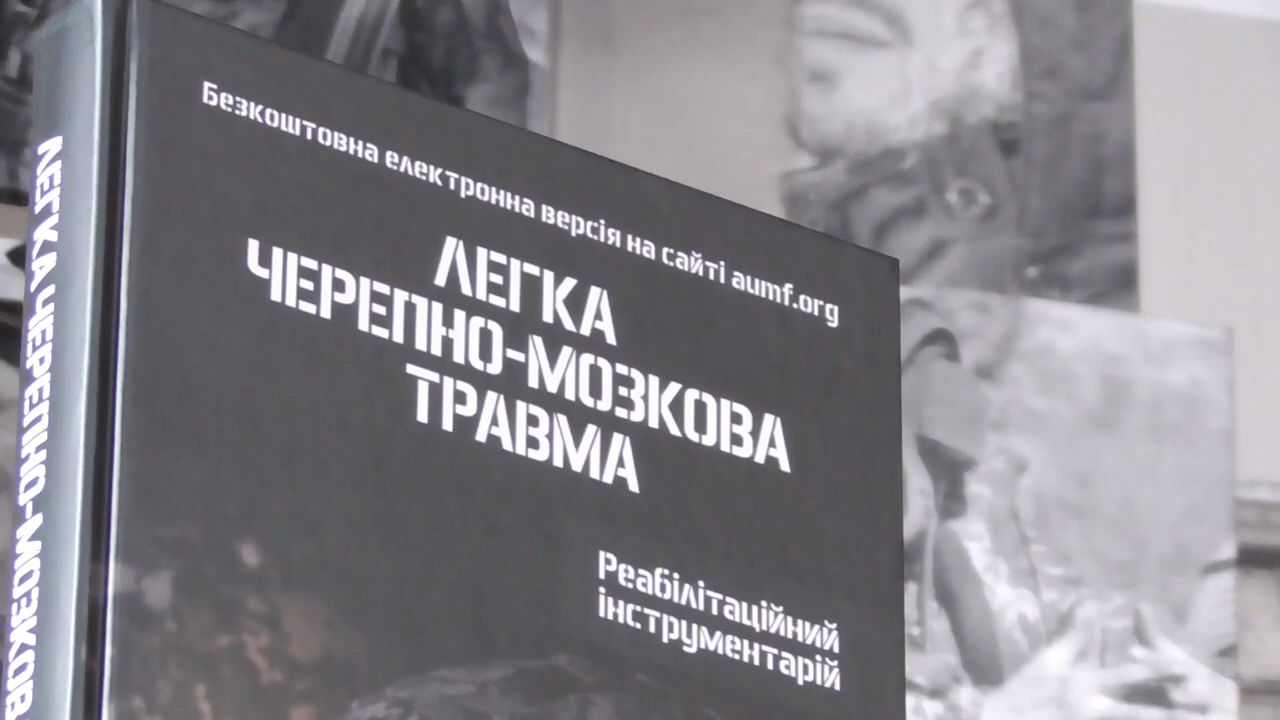 Безкоштовна електронна версія на сайті aumf.org
ЛЕГКА
ЧЕРЕПНО-МОЗКОВА
ТРАВМА
Реабілітаційний
інструментарій
ЛЕГКА ЧЕРЕПНО-МОЗКОВ